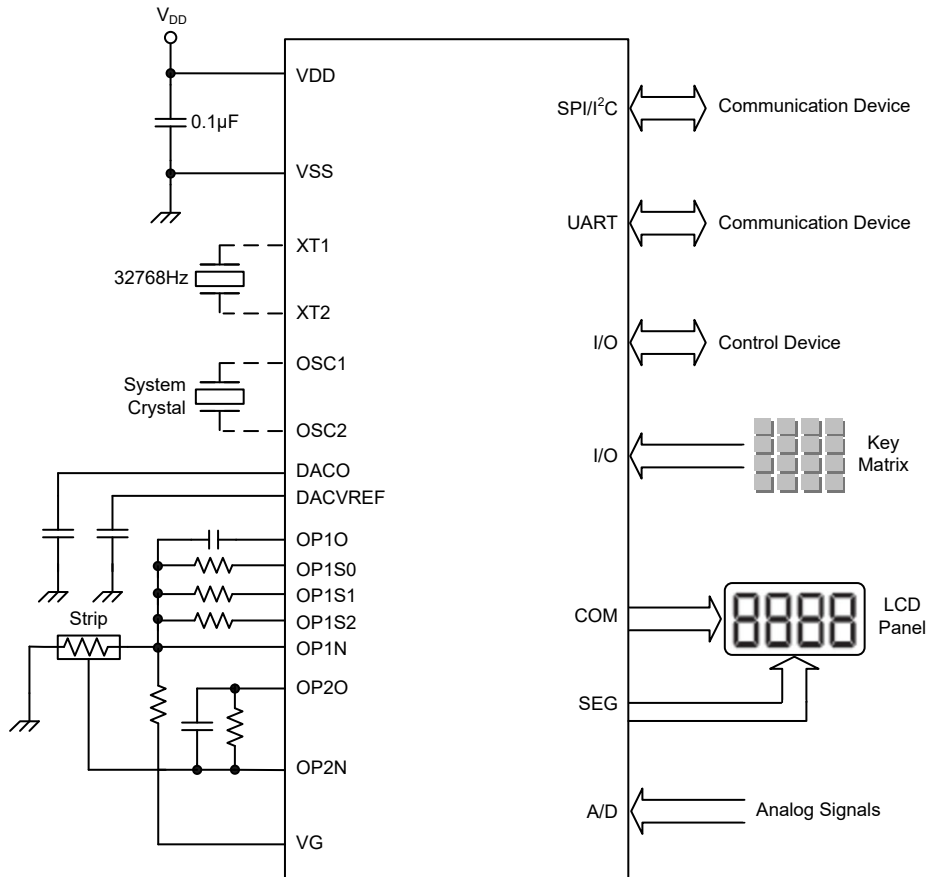 V_DD
VDD
0.1µF
VSS
XT1
32768Hz
XT2
OSC1
System
Crystal
OSC2
DACO
DACVREF
OP1O
OP1S0
OP1S1
OP1S2
Strip
OP1N
OP2O
OP2N
VG
SPI/I²C
Communication Device
UART
Communication Device
I/O
Control Device
I/O
Key
Matrix
COM
8888
LCD
Panel
SEG
A/D
Analog Signals